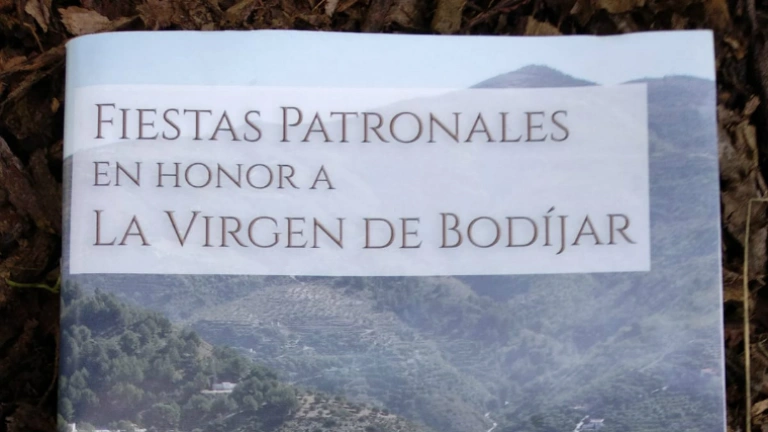 Fiestas Patronales
en honor a
La Virgen de Bodíjar